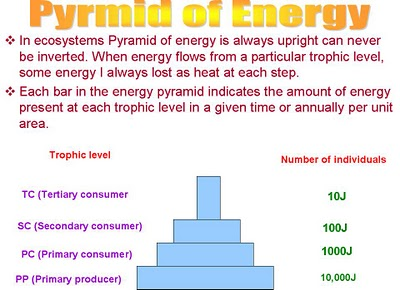 Pyrmid of Energy
❖ In ecosystems Pyramid of energy is always upright can never
be inverted. When energy flows from a particular trophic level,
some energy I always lost as heat at each step.
❖ Each bar in the energy pyramid indicates the amount of energy
present at each trophic level in a given time or annually per unit
area.
Trophic level
Number of individuals
TC (Tertiary consumer
10J
SC (Secondary consumer)
100J
PC (Primary consumer)
1000J
PP (Primary producer)
10,000J